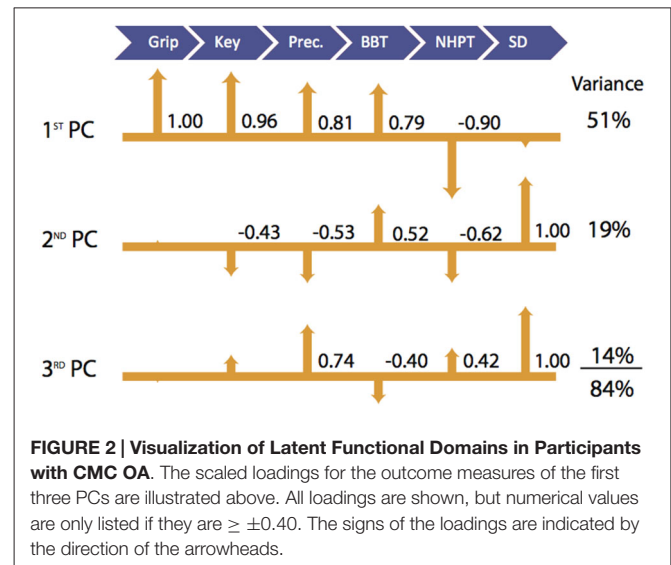 Grip Key Prec. BBT NHPT SD
Variance
1ST PC 1.00 0.96 0.81 0.79 -0.90 51%
2ND PC -0.43 -0.53 0.52 -0.62 1.00 19%
3RD PC 0.74 -0.40 0.42 1.00 14%
84%
FIGURE 2 | Visualization of Latent Functional Domains in Participants
with CMC OA. The scaled loadings for the outcome measures of the first
three PCs are illustrated above. All loadings are shown, but numerical values
are only listed if they are ≥ ±0.40. The signs of the loadings are indicated by
the direction of the arrowheads.